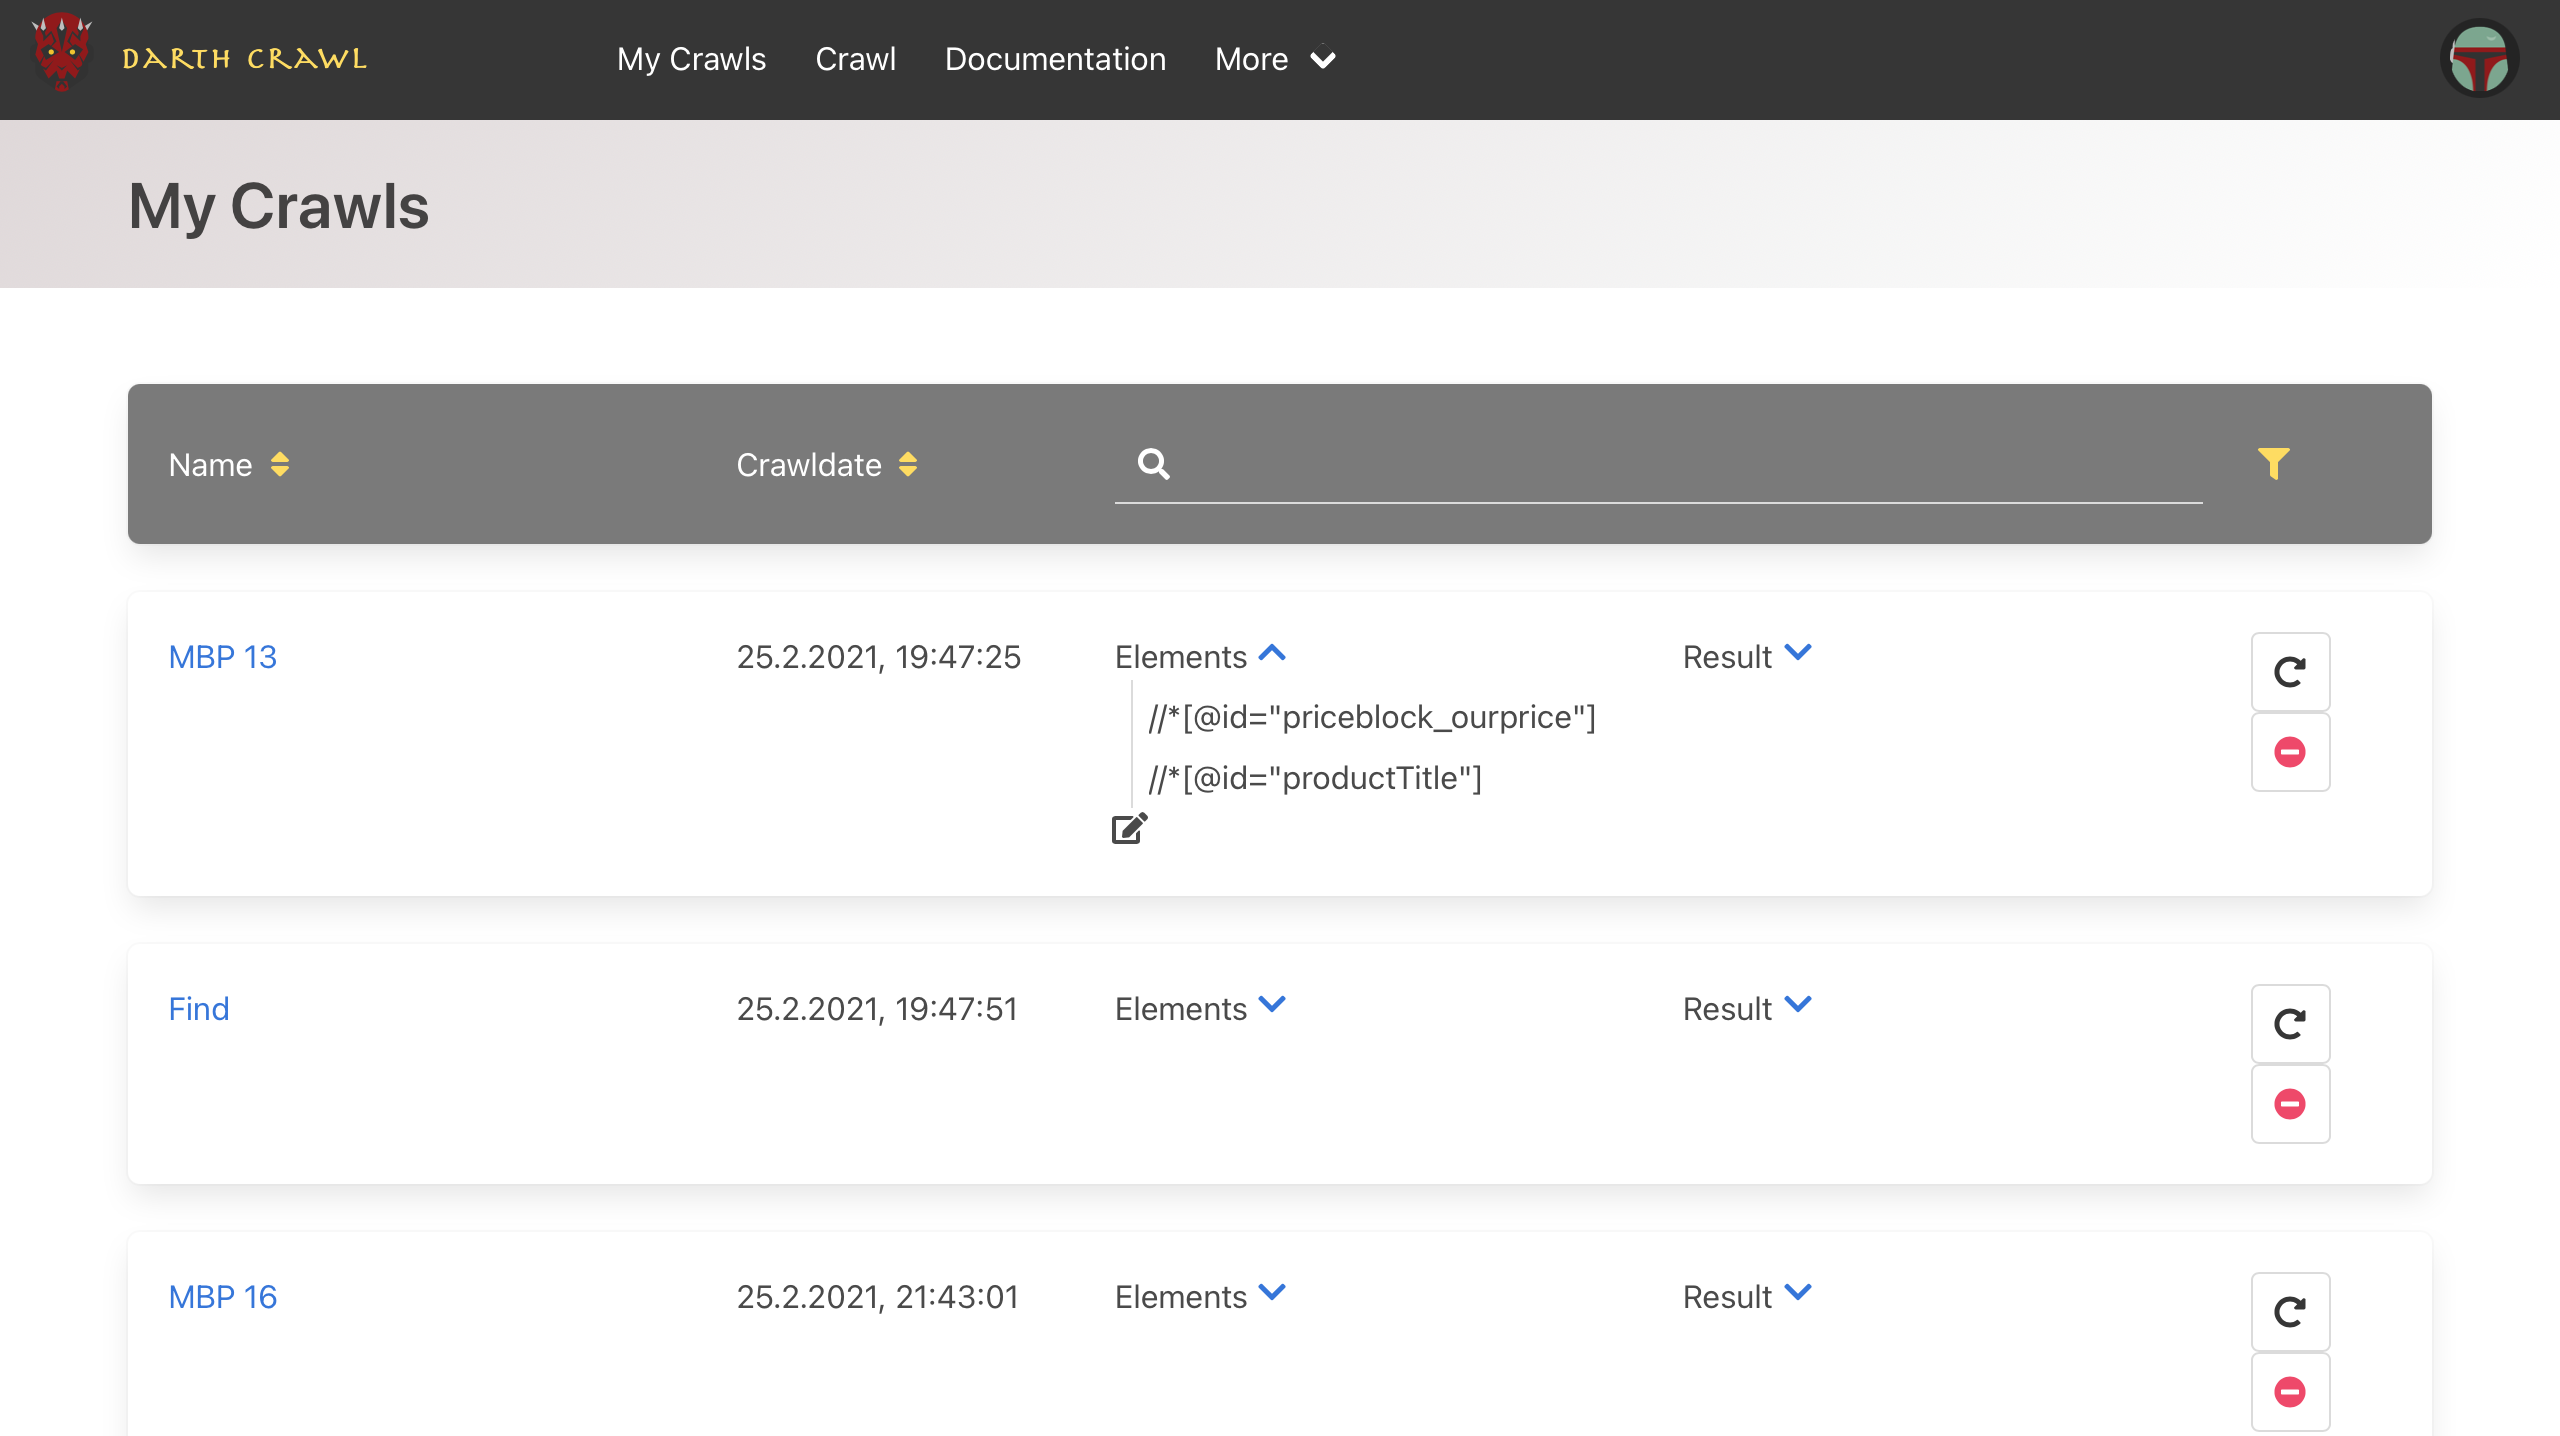 DARTH CRAWL My Crawls Crawl Documentation More
My Crawls
Name Crawldate
MBP 13 25.2.2021, 19:47:25 Elements Result
//*[@id="priceblock_ourprice"]
//*[@id="productTitle"]
Find 25.2.2021, 19:47:51 Elements Result
MBP 16 25.2.2021, 21:43:01 Elements Result